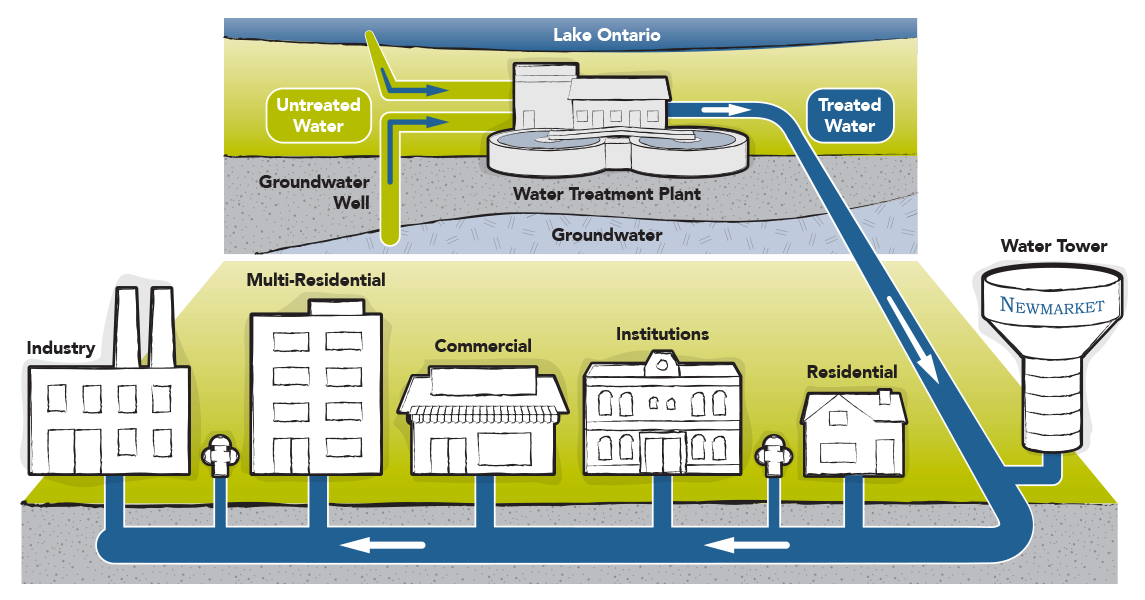 Lake Ontario
Untreated
Water
Treated
Water
Groundwater
Well
Water Treatment Plant
Groundwater
Water Tower
NEWMARKET
Multi-Residential
Industry
Commercial
Institutions
Residential